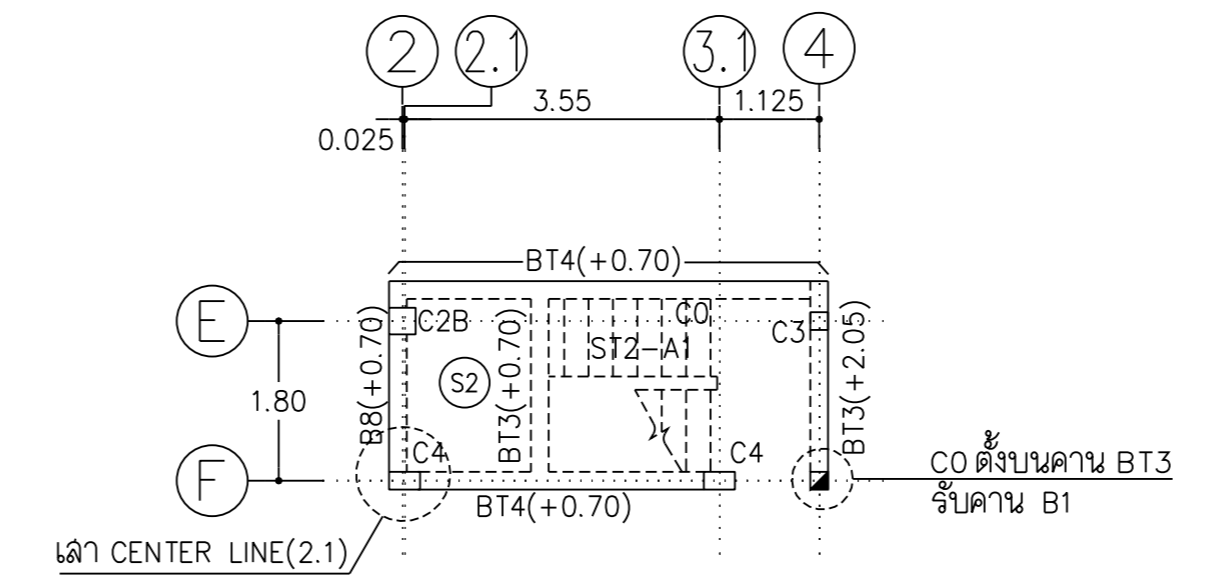 2 2.1 3.1 4
3.55 1.125
0.025
BT4(+0.70)
E
C2B
C0
C3
ST2-A1
B8(+0.70)
BT3(+0.70)
S2
BT3(+2.05)
1.80
F
C4
C4
BT4(+0.70)
C0 ตั้งบนคาน BT3
รับคาน B1
เสา CENTER LINE(2.1)